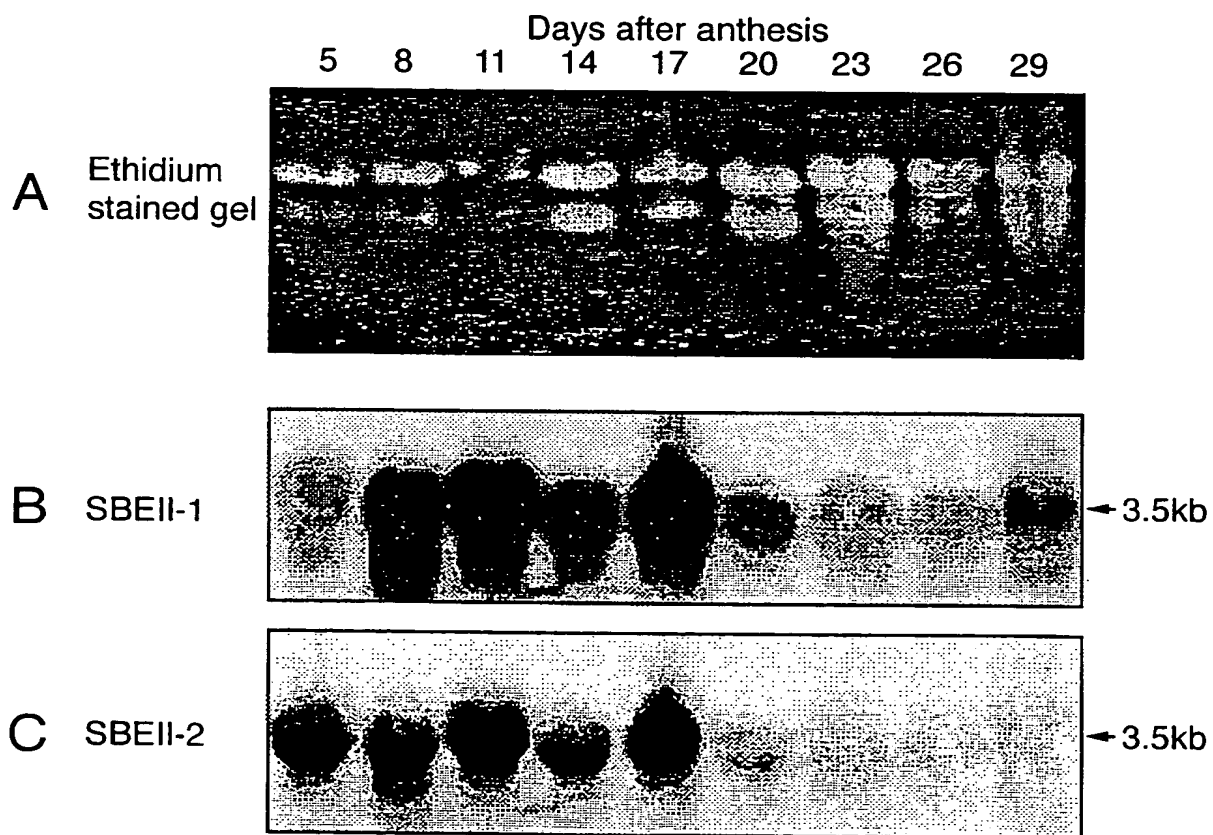 Days after anthesis
5 8 11 14 17 20 23 26 29
A Ethidium
stained gel
B SBEII-1 3.5kb
C SBEII-2 3.5kb